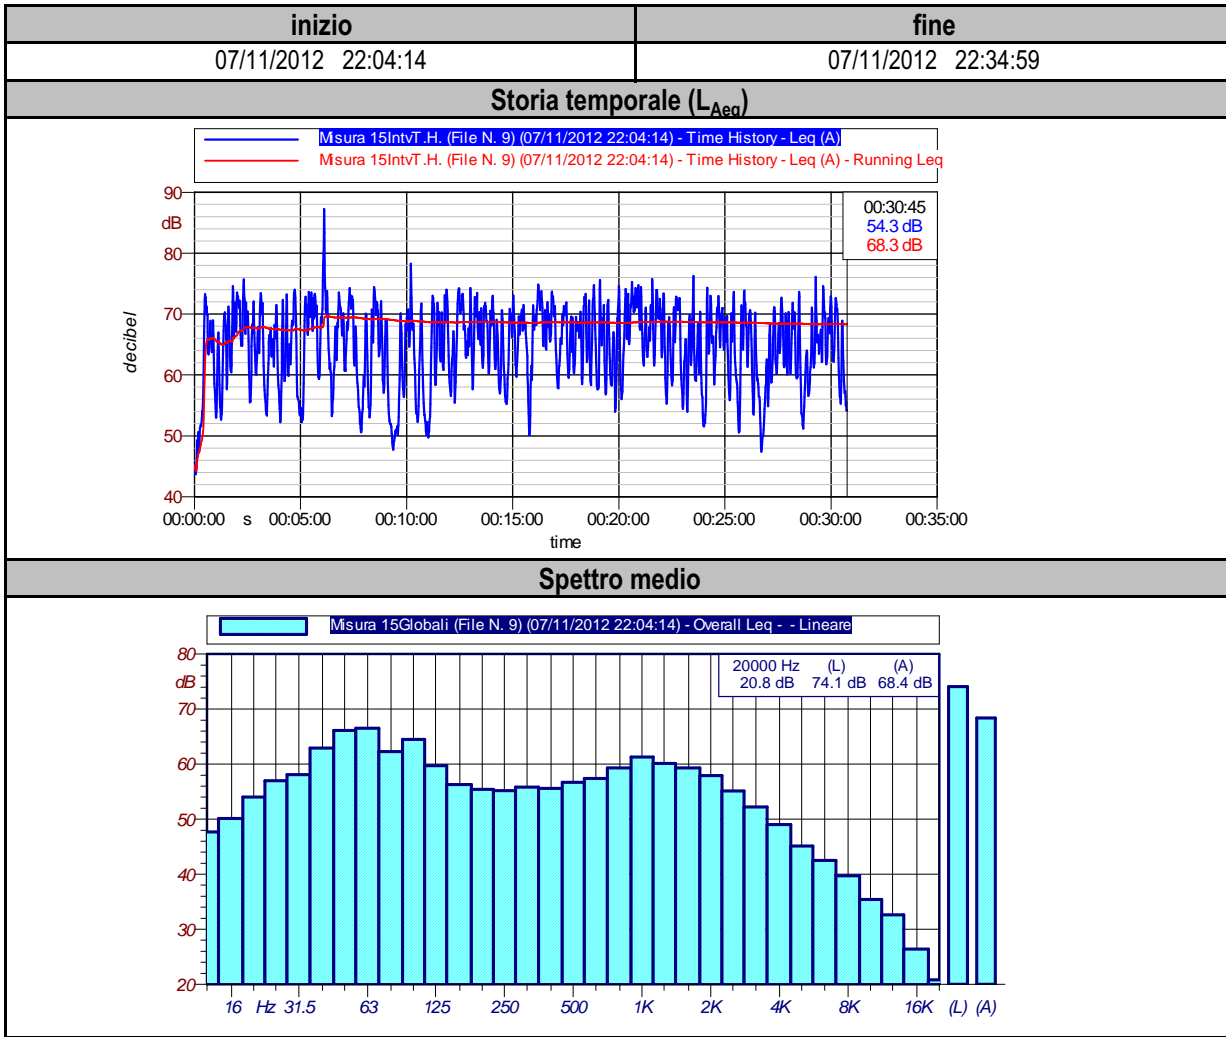 inizio fine
07/11/2012 22:04:14 07/11/2012 22:34:59
Storia temporale (LAeq)
Misura 15IntvT.H. (File N. 9) (07/11/2012 22:04:14) - Time History - Leq (A)
Misura 15IntvT.H. (File N. 9) (07/11/2012 22:04:14) - Time History - Leq (A) - Running Leq
90
dB
80
70
60
50
40
decibel
00:30:45
54.3 dB
68.3 dB
00:00:00 s 00:05:00 00:10:00 00:15:00 00:20:00 00:25:00 00:30:00 00:35:00
time
Spettro medio
Misura 15Globali (File N. 9) (07/11/2012 22:04:14) - Overall Leq - - Lineare
80
dB
70
60
50
40
30
20
20000 Hz (L) (A)
20.8 dB 74.1 dB 68.4 dB
16 Hz 31.5 63 125 250 500 1K 2K 4K 8K 16K (L) (A)